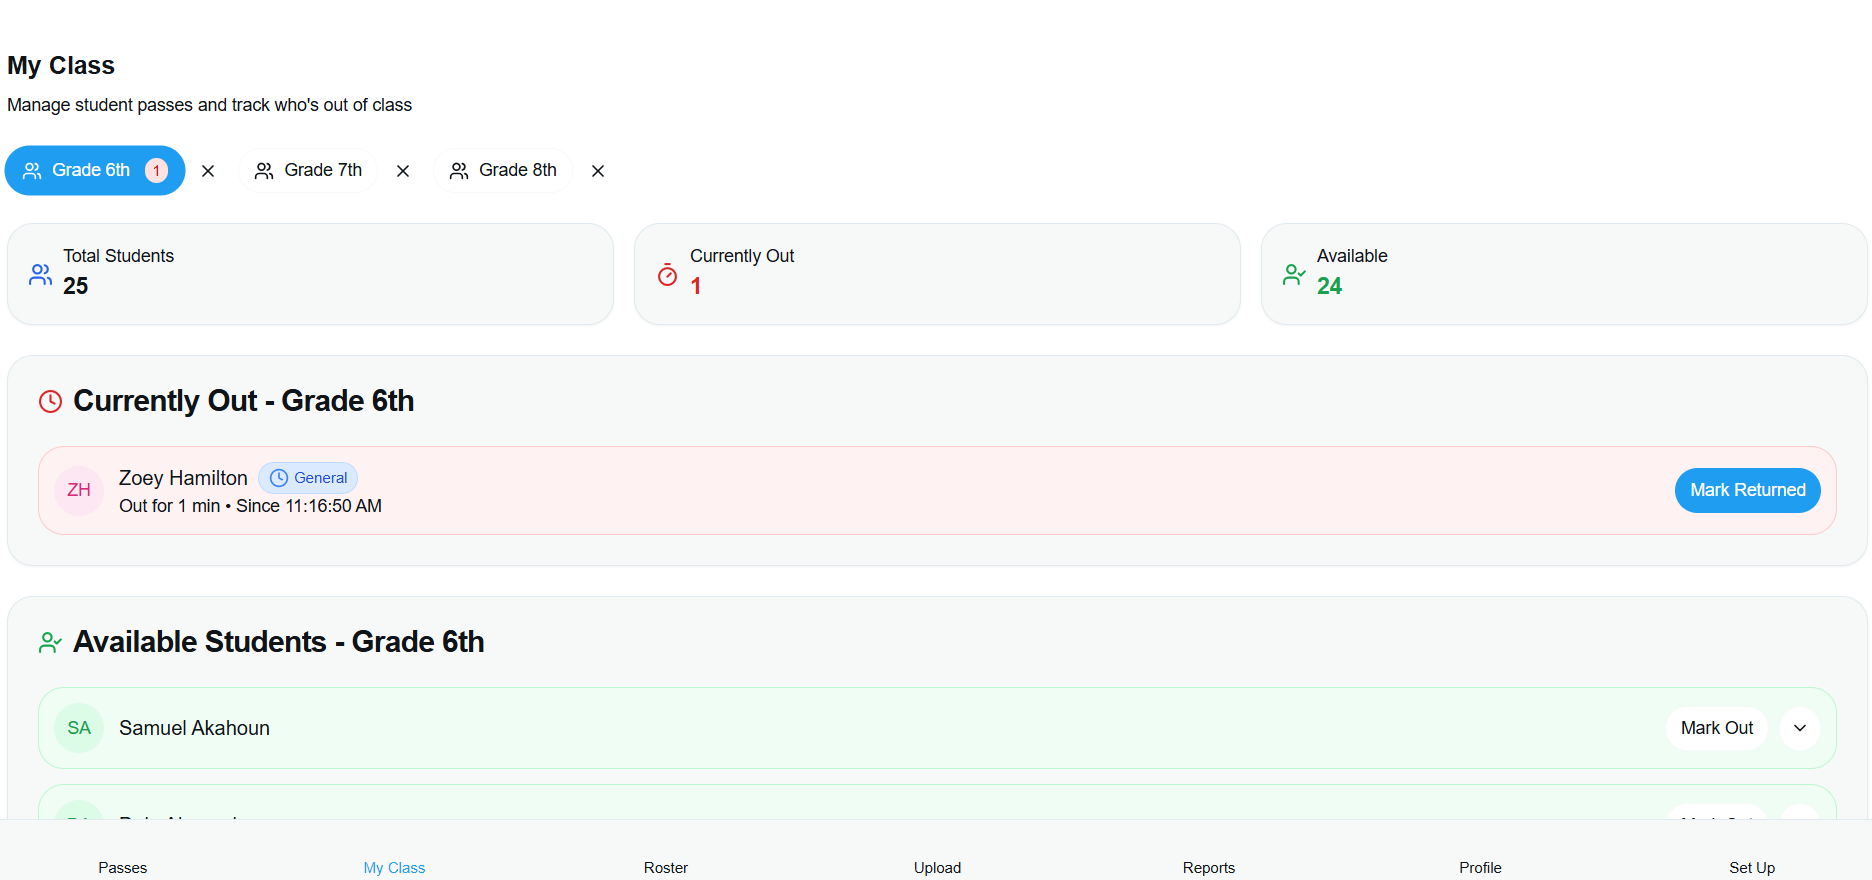 My Class
Manage student passes and track who's out of class
Grade 6th 1
Grade 7th
Grade 8th
Total Students
25
Currently Out
1
Available
24
Currently Out - Grade 6th
ZH
Zoey Hamilton
General
Out for 1 min • Since 11:16:50 AM
Mark Returned
Available Students - Grade 6th
SA
Samuel Akahoun
Mark Out
Passes
My Class
Roster
Upload
Reports
Profile
Set Up